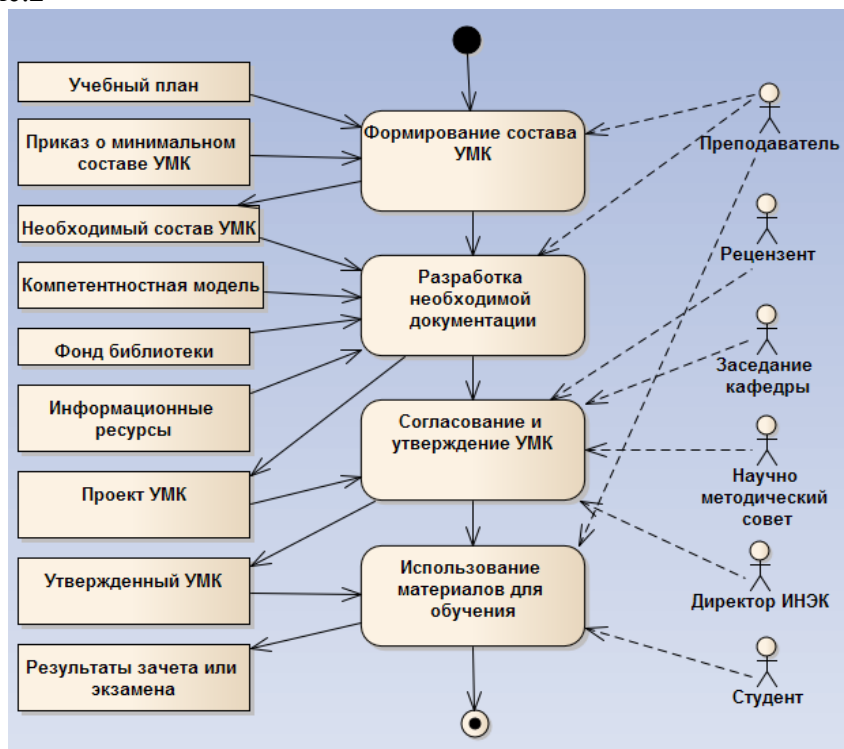 Учебный план
Приказ о минимальном
составе УМК
Необходимый состав УМК
Компетентностная модель
Фонд библиотеки
Информационные
ресурсы
Проект УМК
Утвержденный УМК
Результаты зачета или
экзамена
Формирование состава
УМК
Разработка
необходимой
документации
Согласование и
утверждение УМК
Использование
материалов для
обучения
Преподаватель
Рецензент
Заседание
кафедры
Научно
методический
совет
Директор ИНЭК
Студент